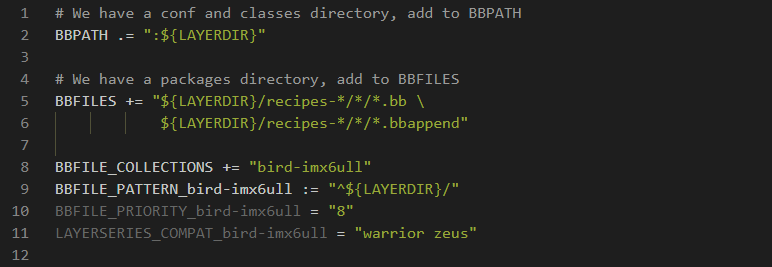 1 # We have a conf and classes directory, add to BBPATH
2 BBPATH .= ":${LAYERDIR}"
3
4 # We have a packages directory, add to BBFILES
5 BBFILES += "${LAYERDIR}/recipes-*/*/*.bb \
6 ${LAYERDIR}/recipes-*/*/*.bbappend"
7
8 BBFILE_COLLECTIONS += "bird-imx6ull"
9 BBFILE_PATTERN_bird-imx6ull := "^${LAYERDIR}/"
10 BBFILE_PRIORITY_bird-imx6ull = "8"
11 LAYERSERIES_COMPAT_bird-imx6ull = "warrior zeus"
12